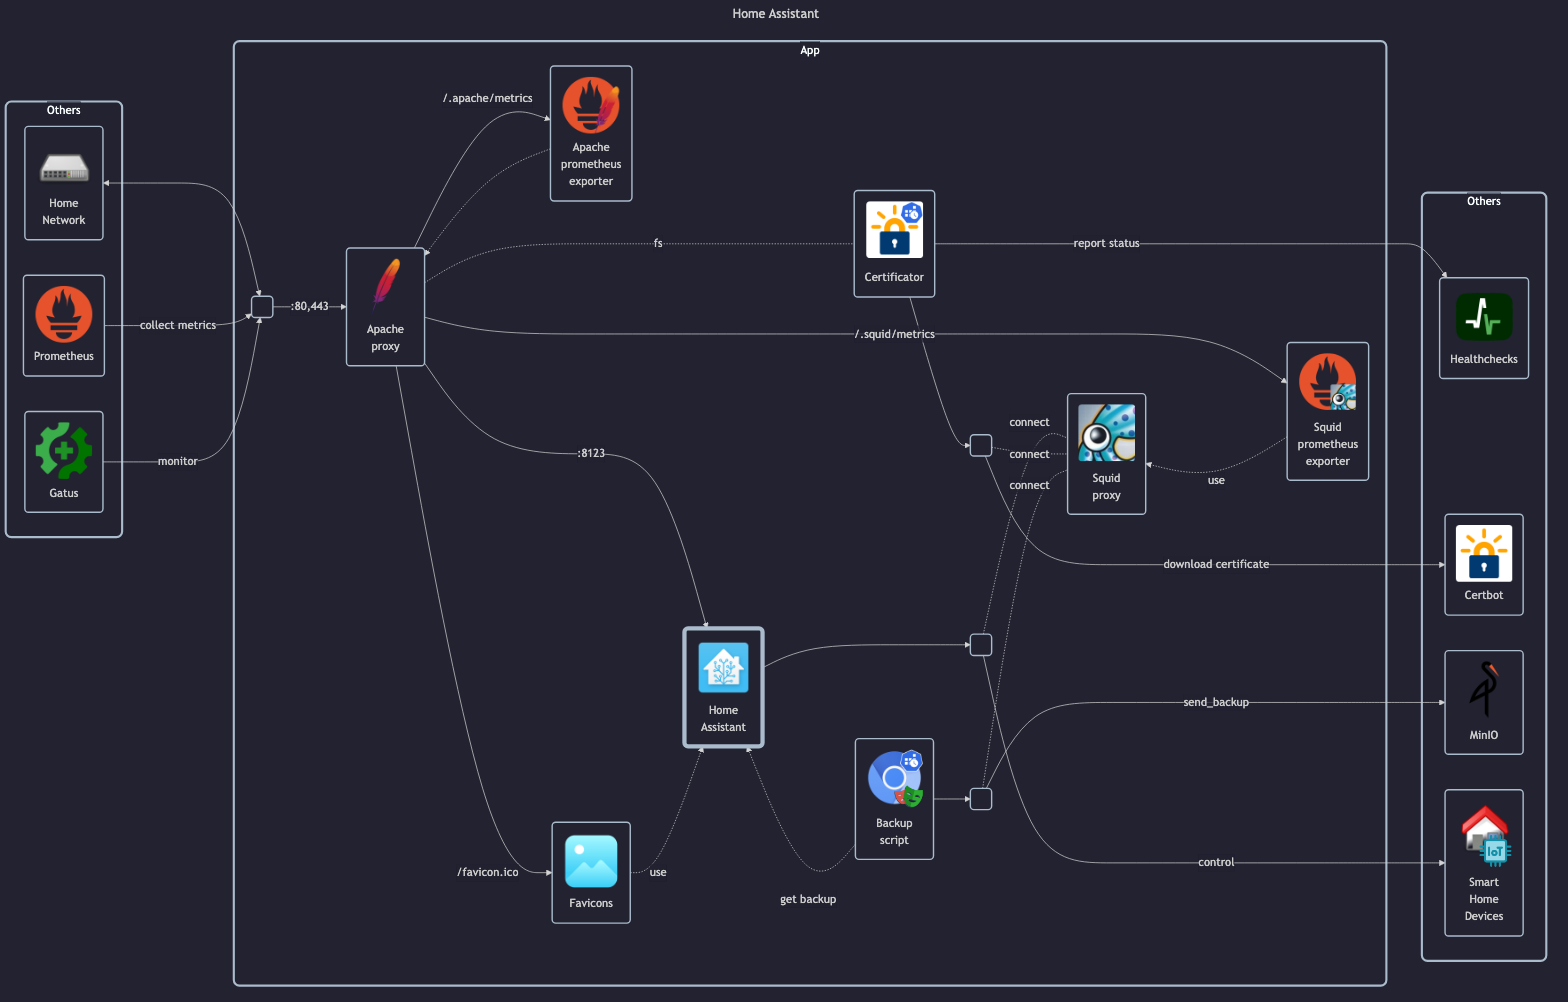 Home Assistant
App
Others
Home
Network
Prometheus
Gatus
collect metrics
monitor
:80,443
Apache
proxy
/.apache/metrics
Apache
prometheus
exporter
fs
Certificator
report status
/.squid/metrics
:8123
connect
connect
connect
Squid
proxy
use
Squid
prometheus
exporter
download certificate
Home
Assistant
send_backup
Backup
script
control
/favicon.ico
Favicons
use
get backup
Others
Healthchecks
Certbot
MinIO
IoT
Smart
Home
Devices